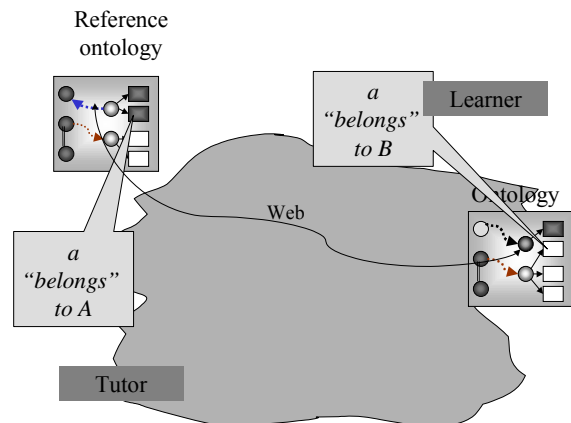 Reference
ontology
a
“belongs”
to B
Learner
Ontology
Web
a
“belongs”
to A
Tutor